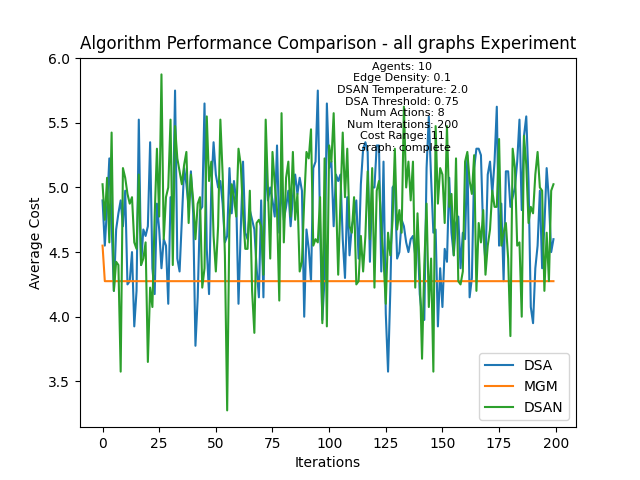 Algorithm Performance Comparison - all graphs Experiment
Agents: 10
Edge Density: 0.1
DSAN Temperature: 2.0
DSA Threshold: 0.75
Num Actions: 8
Num Iterations: 200
Cost Range: 11
Graph: complete
6.0
5.5
5.0
4.5
4.0
3.5
Average Cost
0 25 50 75 100 125 150 175 200
Iterations
DSA
MGM
DSAN